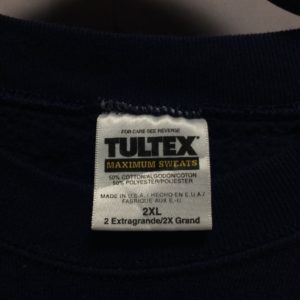 FOR CARE SEE REVERSE
TULTEX
MAXIMUM SWEATS
50% COTTON/ALGODON/COTON
50% POLYESTER/POLIESTER
MADE IN U.S.A. / HECHO EN E.U.A./
FABRIQUE AUX E.-U.
2XL
2 Extragrande/2X Grand